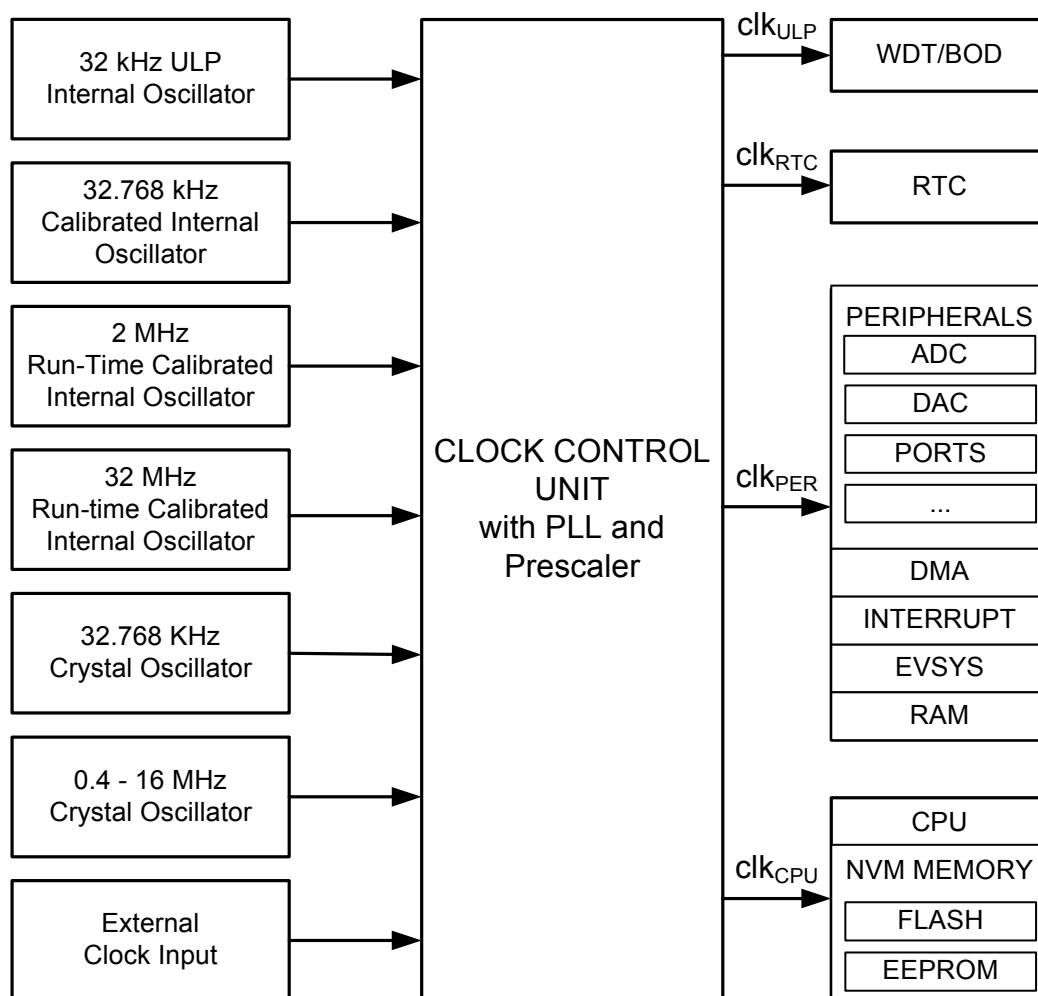 32 kHz ULP
Internal Oscillator
32.768 kHz
Calibrated Internal
Oscillator
2 MHz
Run-Time Calibrated
Internal Oscillator
32 MHz
Run-time Calibrated
Internal Oscillator
32.768 KHz
Crystal Oscillator
0.4 - 16 MHz
Crystal Oscillator
External
Clock Input
CLOCK CONTROL
UNIT
with PLL and
Prescaler
clkULP
WDT/BOD
clkRTC
RTC
clkPER
PERIPHERALS
ADC
DAC
PORTS
...
DMA
INTERRUPT
EVSYS
RAM
clkCPU
CPU
NVM MEMORY
FLASH
EEPROM